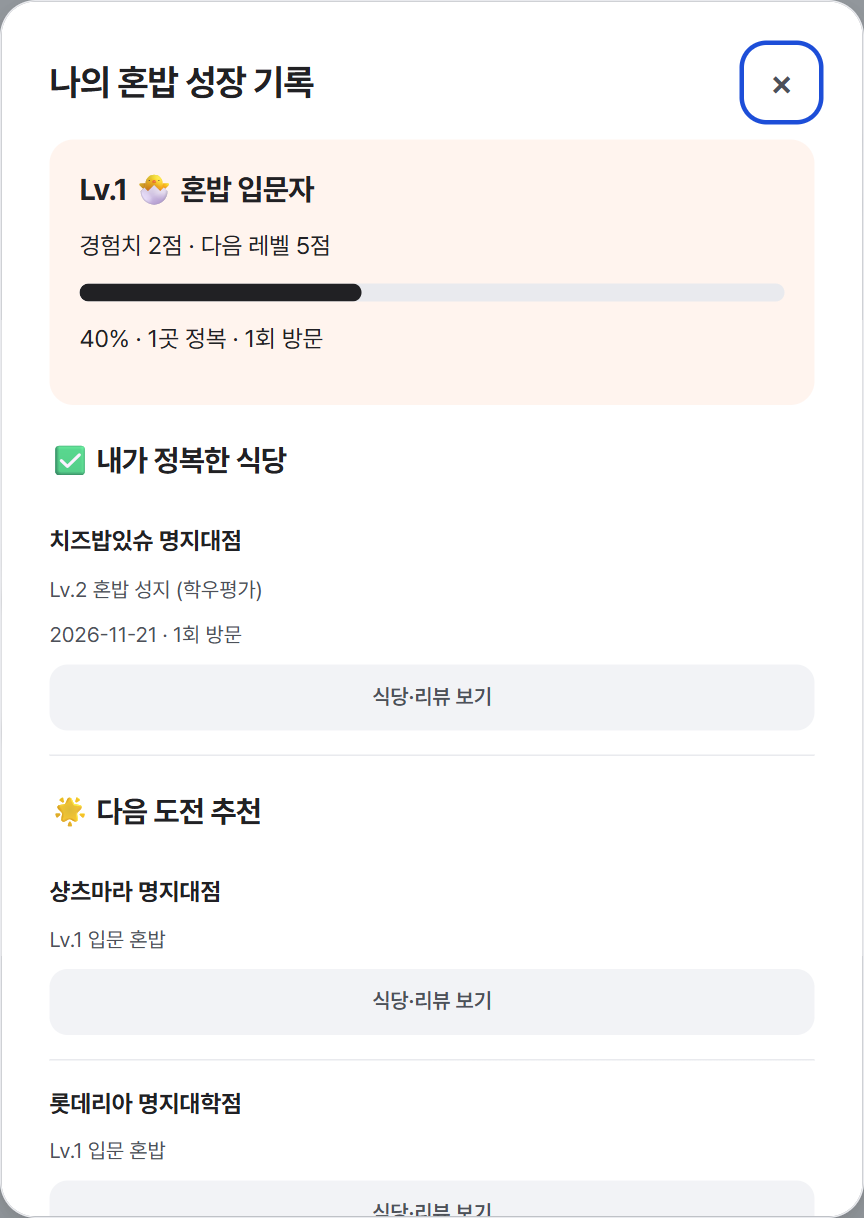 나의 혼밥 성장 기록
×
Lv.1 🐣 혼밥 입문자
경험치 2점 · 다음 레벨 5점
40% · 1곳 정복 · 1회 방문
✅ 내가 정복한 식당
치즈밥있슈 명지대점
Lv.2 혼밥 성지 (학우평가)
2026-11-21 · 1회 방문
식당·리뷰 보기
🌟 다음 도전 추천
샹츠마라 명지대점
Lv.1 입문 혼밥
식당·리뷰 보기
롯데리아 명지대학점
Lv.1 입문 혼밥
식당·리뷰 보기